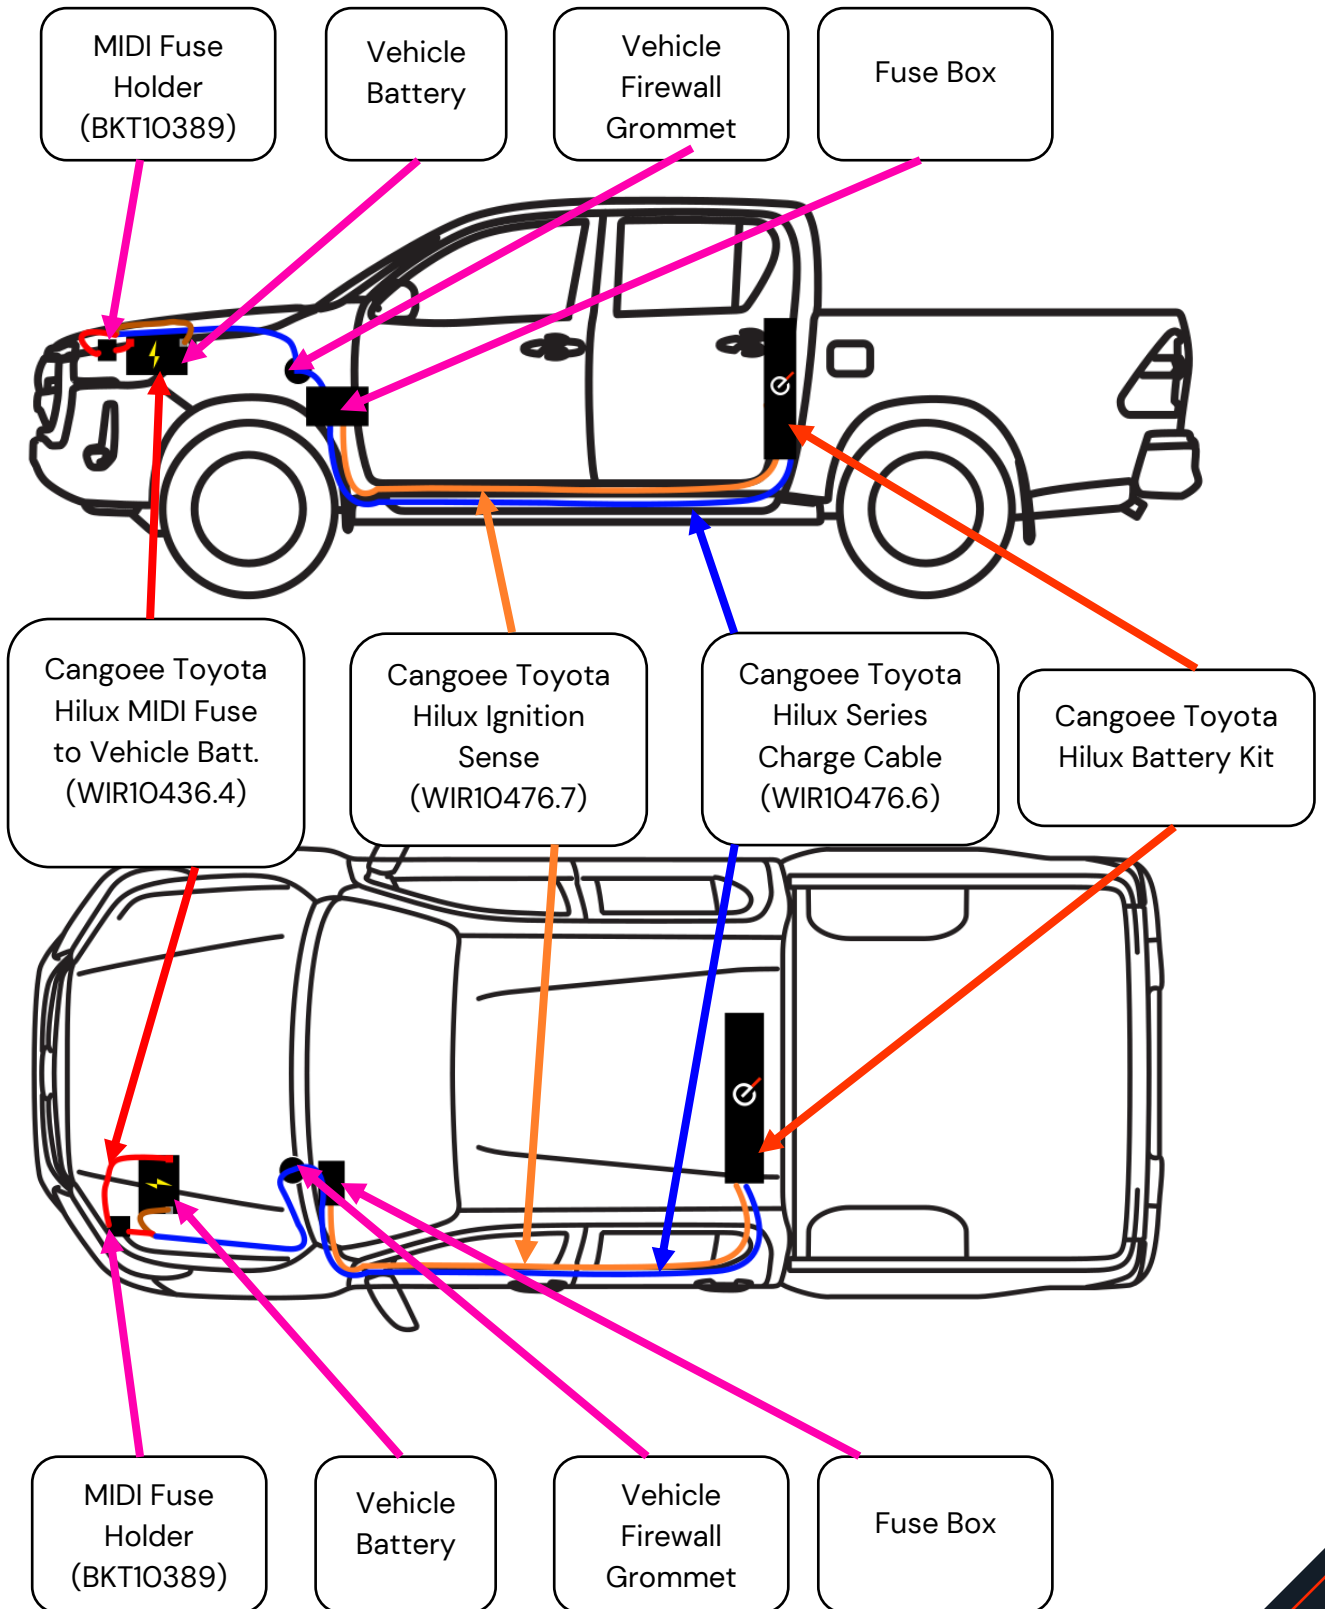 MIDI Fuse
Holder
(BKT10389)
Vehicle
Battery
Vehicle
Firewall
Grommet
Fuse Box
Cangoee Toyota
Hilux MIDI Fuse
to Vehicle Batt.
(WIR10436.4)
Cangoee Toyota
Hilux Ignition
Sense
(WIR10476.7)
Cangoee Toyota
Hilux Series
Charge Cable
(WIR10476.6)
Cangoee Toyota
Hilux Battery Kit
MIDI Fuse
Holder
(BKT10389)
Vehicle
Battery
Vehicle
Firewall
Grommet
Fuse Box